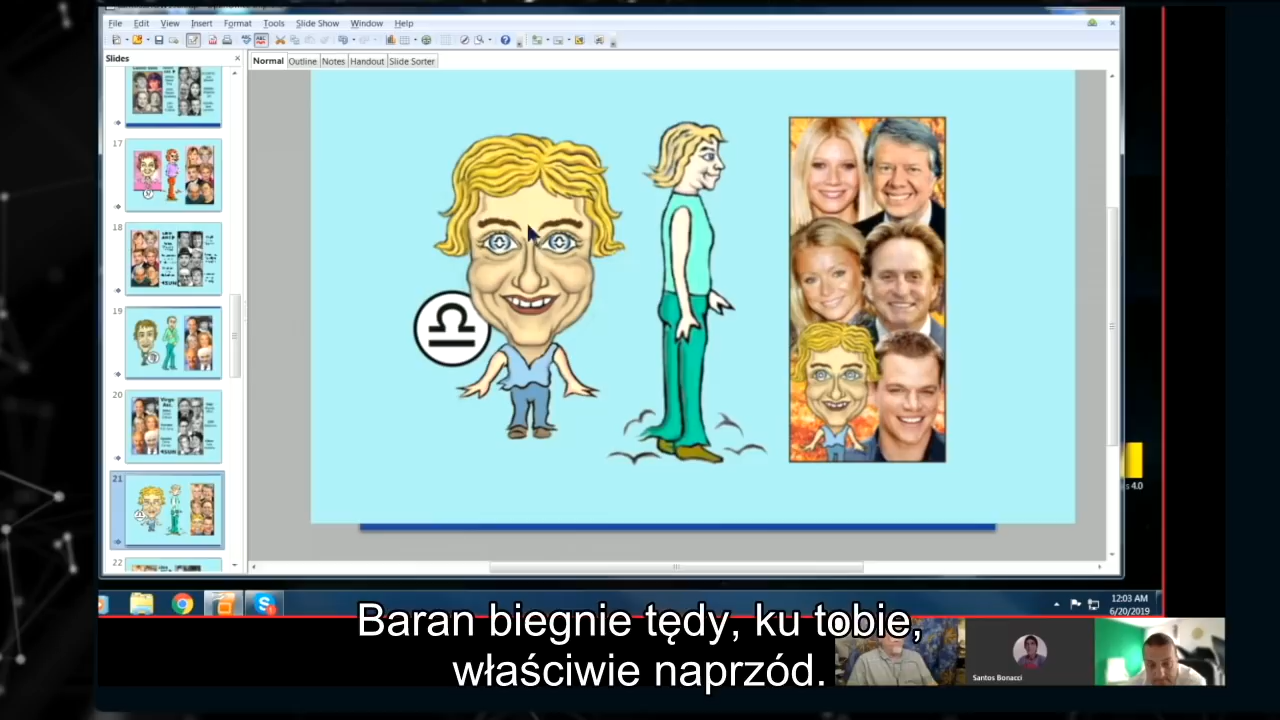 File Edit View Insert Format Tools Slide Show Window Help
Slides
Normal Outline Notes Handout Slide Sorter
17
18
19
20
21
22
s 4.0
12:03 AM
6/20/2019
Baran biegnie tędy, ku tobie,
właściwie naprzód.
Santos Bonacci